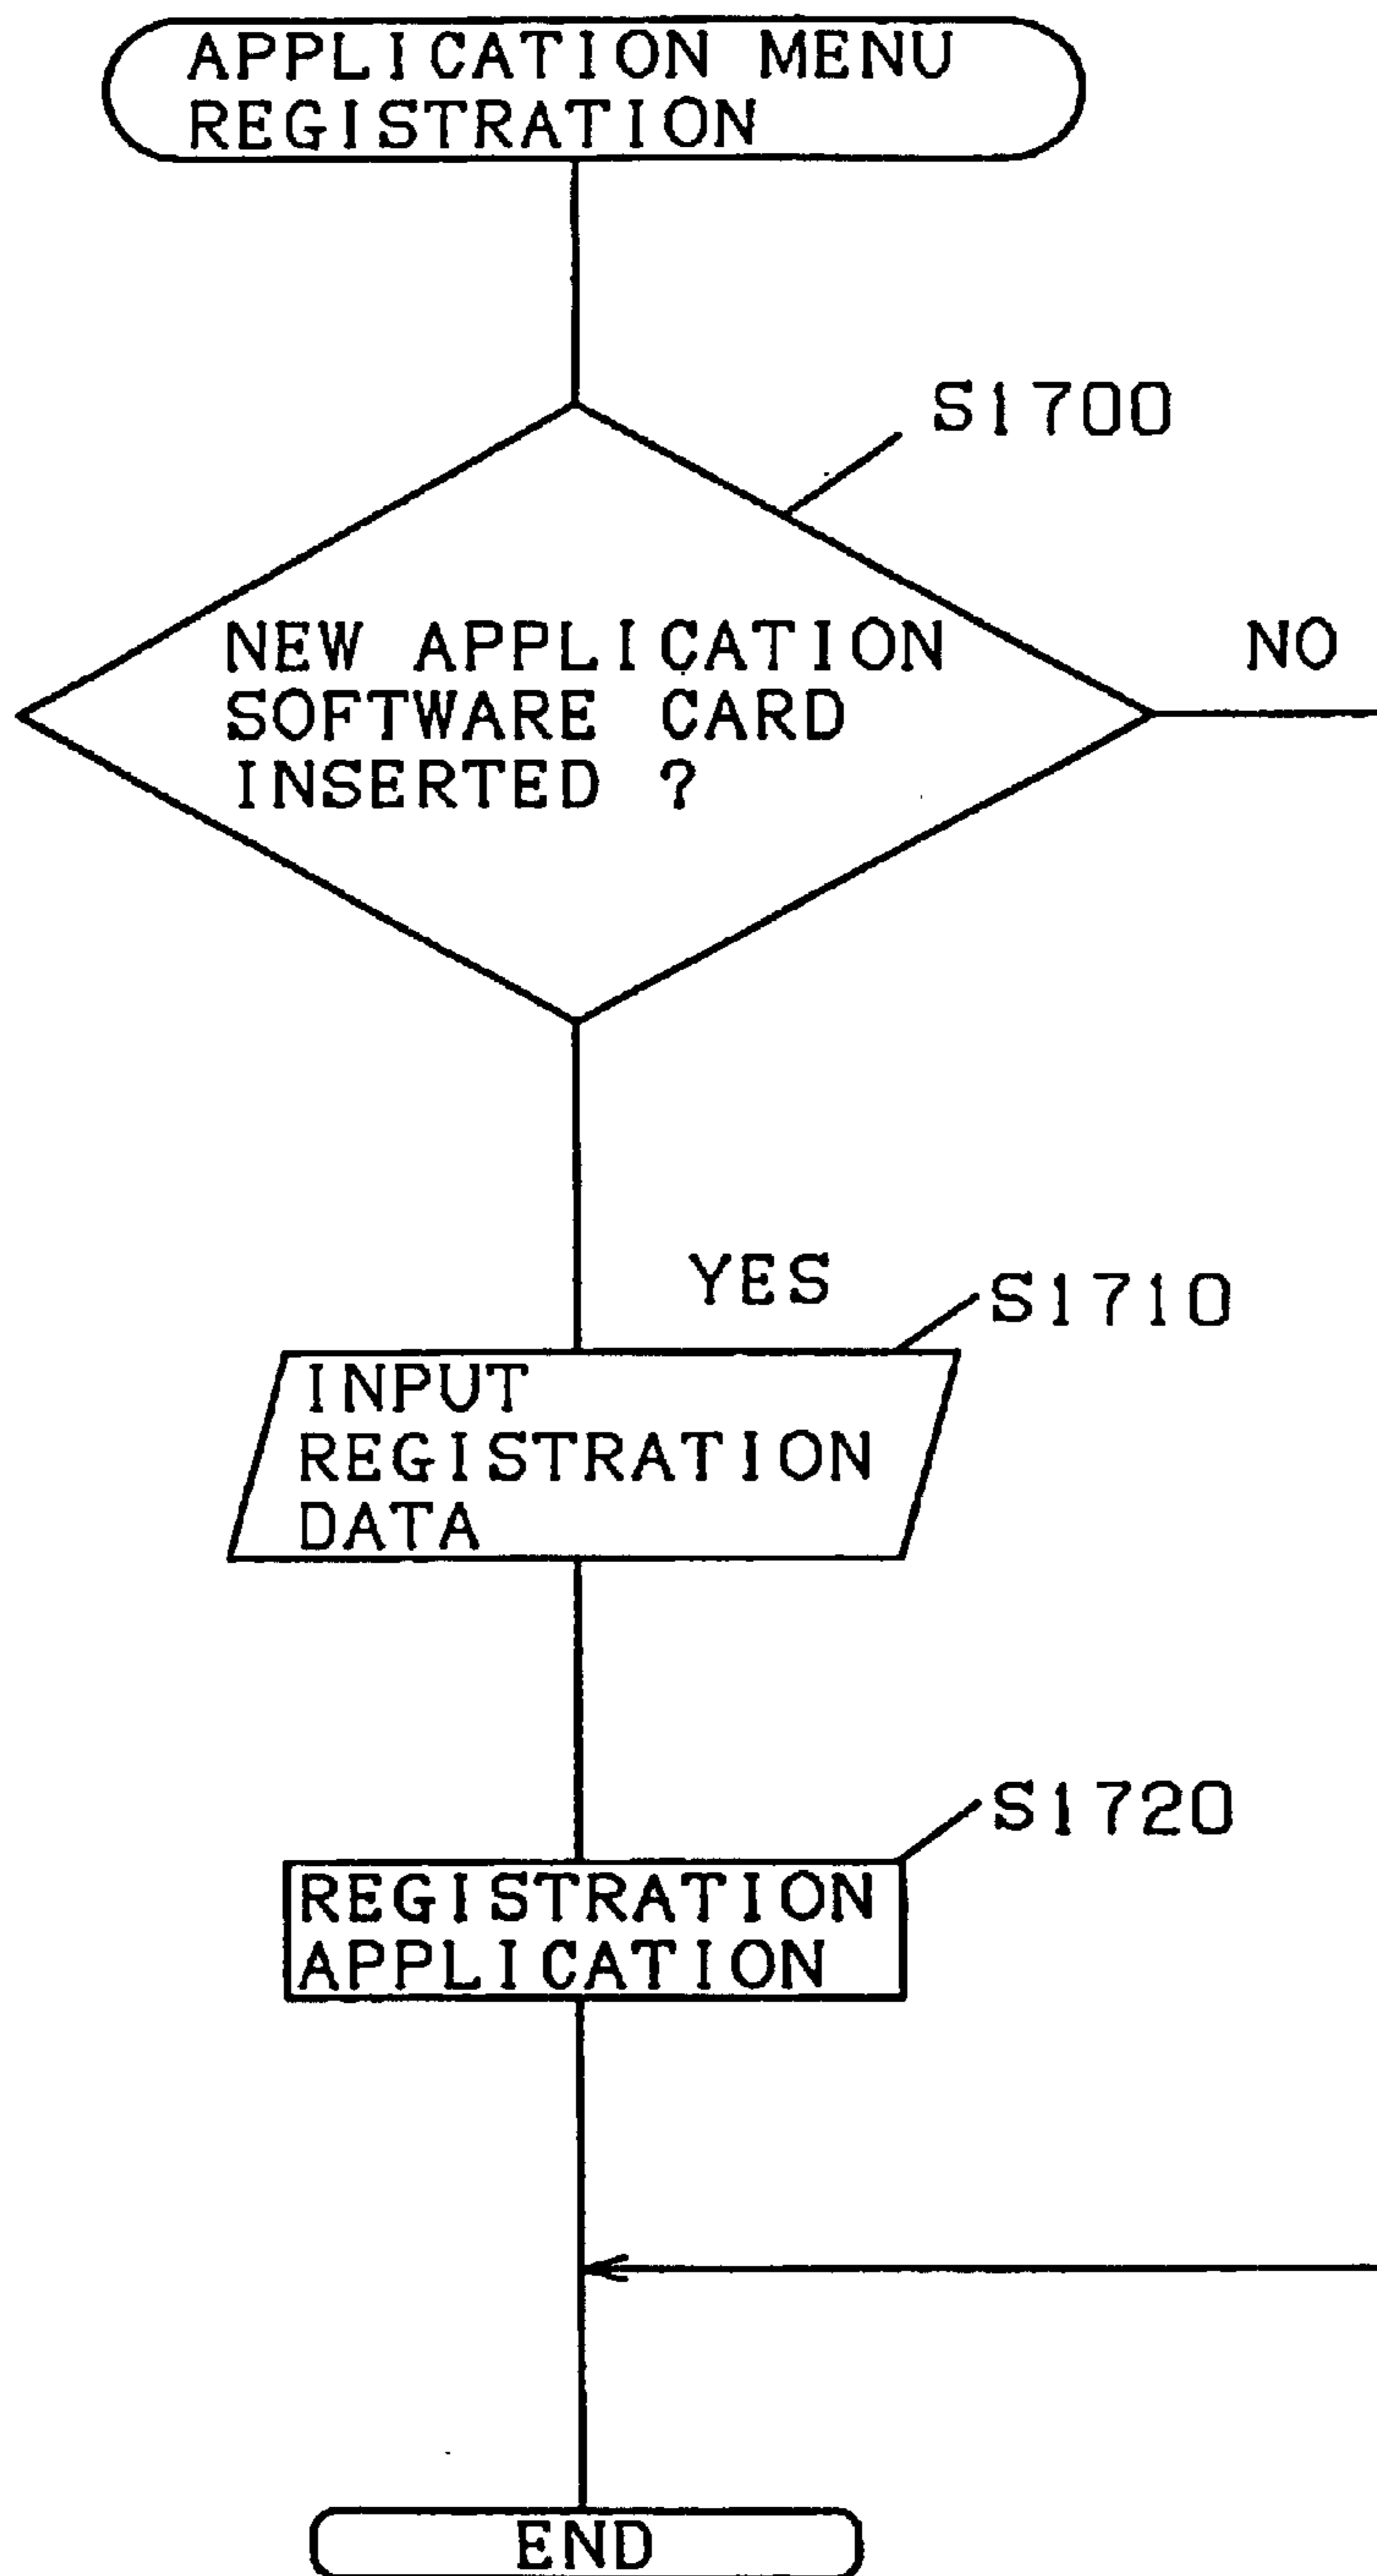 APPLICATION MENU
REGISTRATION
S1700
NEW APPLICATION
SOFTWARE CARD
INSERTED ?
NO
YES
S1710
INPUT
REGISTRATION
DATA
S1720
REGISTRATION
APPLICATION
END